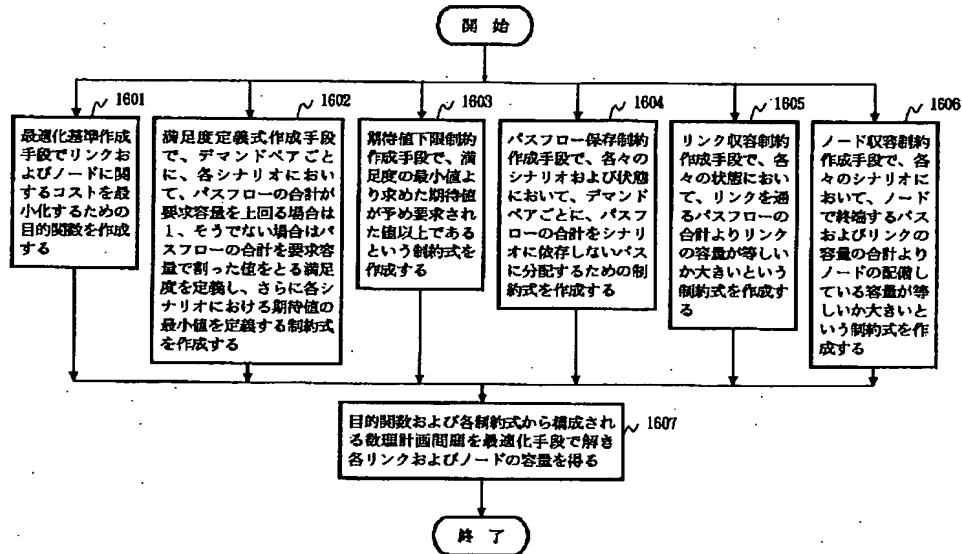 開始
1601
最適化基準作成
手段でリンクお
よびノードに関
するコストを最
小化するための
目的関数を作成
する
1602
満足度定義式作成手段
で、デマンドペアごと
に、各シナリオにおい
て、パスフローの合計が
要求容量を上回る場合は
1、そうでない場合はパ
スフローの合計を要求容
量で割った値をとる満足
度を定義し、さらに各シ
ナリオにおける期待値の
最小値を定義する制約式
を作成する
1603
期待値下限制約
作成手段で、満
足度の最小値よ
り求めた期待値
が予め要求され
た値以上である
という制約式を
作成する
1604
パスフロー保存制約
作成手段で、各々の
シナリオおよび状態
において、デマンド
ペアごとに、パスフ
ローの合計をシナリ
オに依存しないパス
に分配するための制
約式を作成する
1605
リンク収容制約
作成手段で、各
々の状態におい
て、リンクを通
るパスフローの
合計よりリンク
の容量が等しい
か大きいという
制約式を作成す
る
1606
ノード収容制約
作成手段で、各
々のシナリオに
おいて、ノード
で終端するパス
およびリンクの
容量の合計より
ノードの配備し
ている容量が等
しいか大きいと
いう制約式を作
成する
目的関数および各制約式から構成され
る数理計画問題を最適化手段で解き
各リンクおよびノードの容量を得る
1607
終了